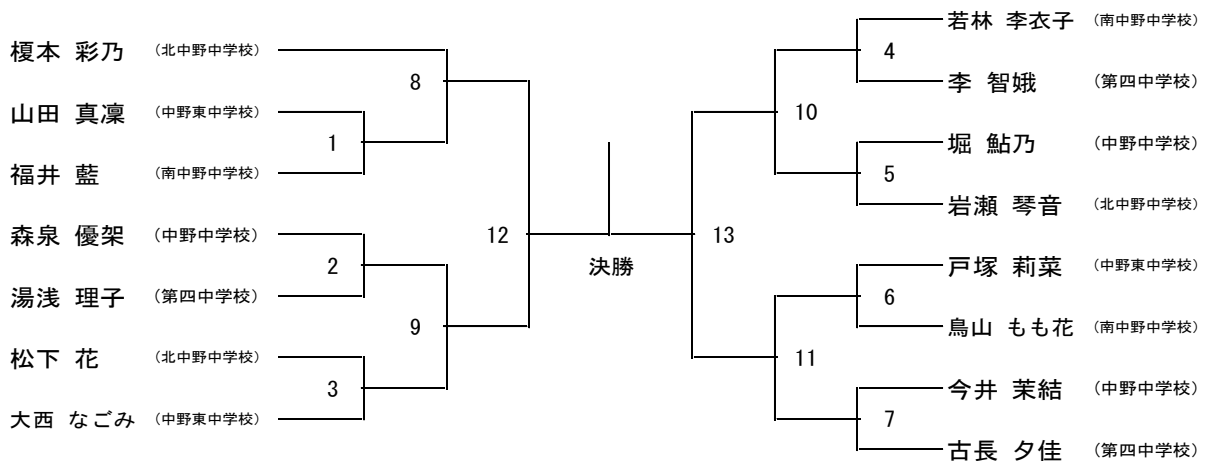 榎本 彩乃 （北中野中学校）
山田 真凜 （中野東中学校）
福井 藍 （南中野中学校）
森泉 優架 （中野中学校）
湯浅 理子 （第四中学校）
松下 花 （北中野中学校）
大西 なごみ （中野東中学校）
1
2
3
8
9
12
決勝
13
10
11
4
5
6
7
若林 李衣子 （南中野中学校）
李 智娥 （第四中学校）
堀 鮎乃 （中野中学校）
岩瀬 琴音 （北中野中学校）
戸塚 莉菜 （中野東中学校）
鳥山 もも花 （南中野中学校）
今井 茉結 （中野中学校）
古長 夕佳 （第四中学校）